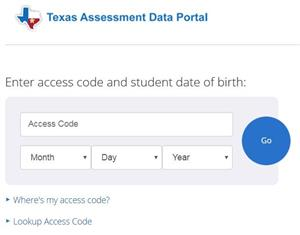 Texas Assessment Data Portal
Enter access code and student date of birth:
Access Code
Month Day Year
Go
Where's my access code?
Lookup Access Code